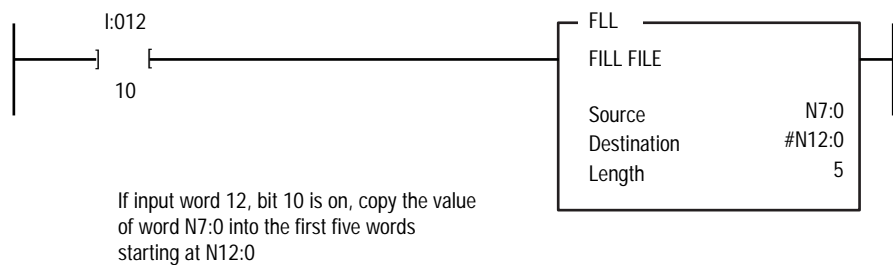 I:012
10
FLL
FILL FILE
Source N7:0
Destination #N12:0
Length 5
If input word 12, bit 10 is on, copy the value
of word N7:0 into the first five words
starting at N12:0